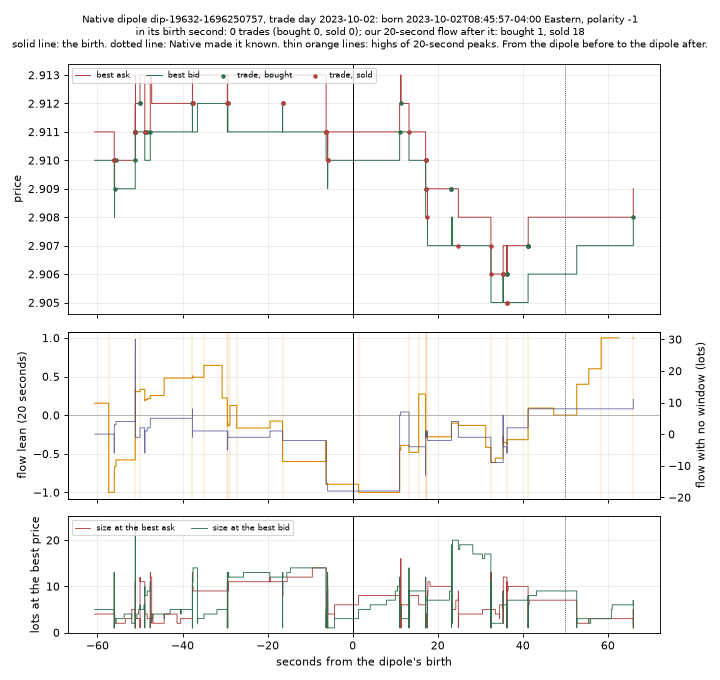 Native dipole dip-19632-1696250757, trade day 2023-10-02: born 2023-10-02T08:45:57-04:00 Eastern, polarity -1
in its birth second: 0 trades (bought 0, sold 0); our 20-second flow after it: bought 1, sold 18
solid line: the birth. dotted line: Native made it known. thin orange lines: highs of 20-second peaks. From the dipole before to the dipole after.
best ask
best bid
trade, bought
trade, sold
2.913
2.912
2.911
2.910
2.909
2.908
2.907
2.906
2.905
price
1.0
0.5
0.0
−0.5
−1.0
flow lean (20 seconds)
30
20
10
0
−10
−20
flow with no window (lots)
size at the best ask
size at the best bid
20
10
0
lots at the best price
−60
−40
−20
0
20
40
60
seconds from the dipole's birth